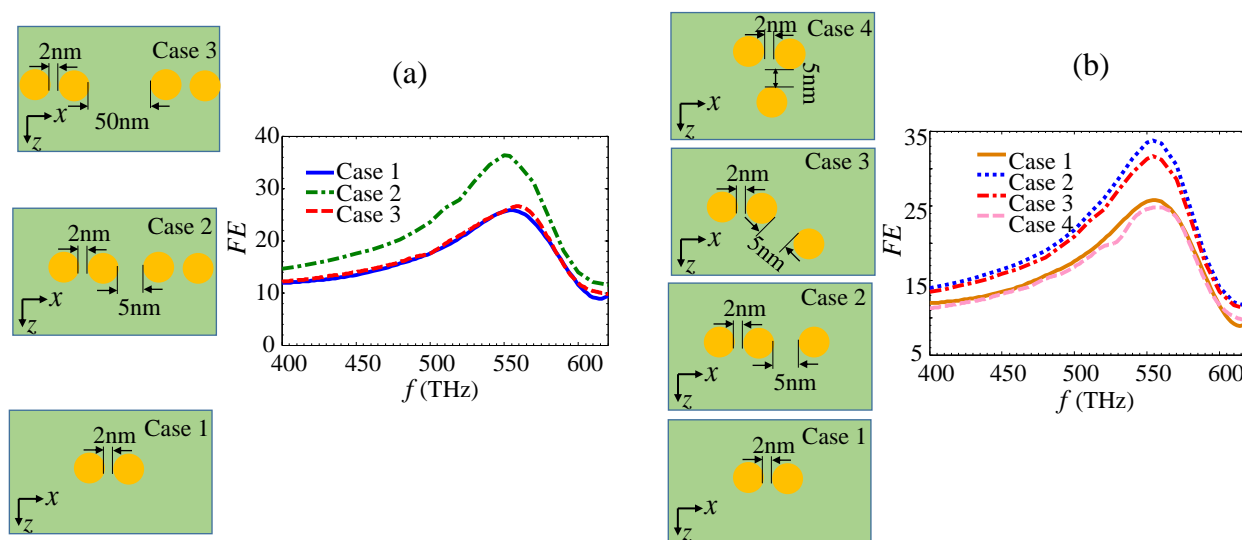 Case 3
2nm
x
z
50nm
Case 2
2nm
x
z
5nm
Case 1
2nm
x
z
(a)
40
30
20
10
0
FE
Case 1
Case 2
Case 3
400 450 500 550 600
f (THz)
2nm Case 4
5nm
x
z
Case 3
2nm
5nm
x
z
Case 2
2nm
x
z
5nm
Case 1
2nm
x
z
(b)
35
25
15
5
FE
Case 1
Case 2
Case 3
Case 4
400 450 500 550 600
f (THz)